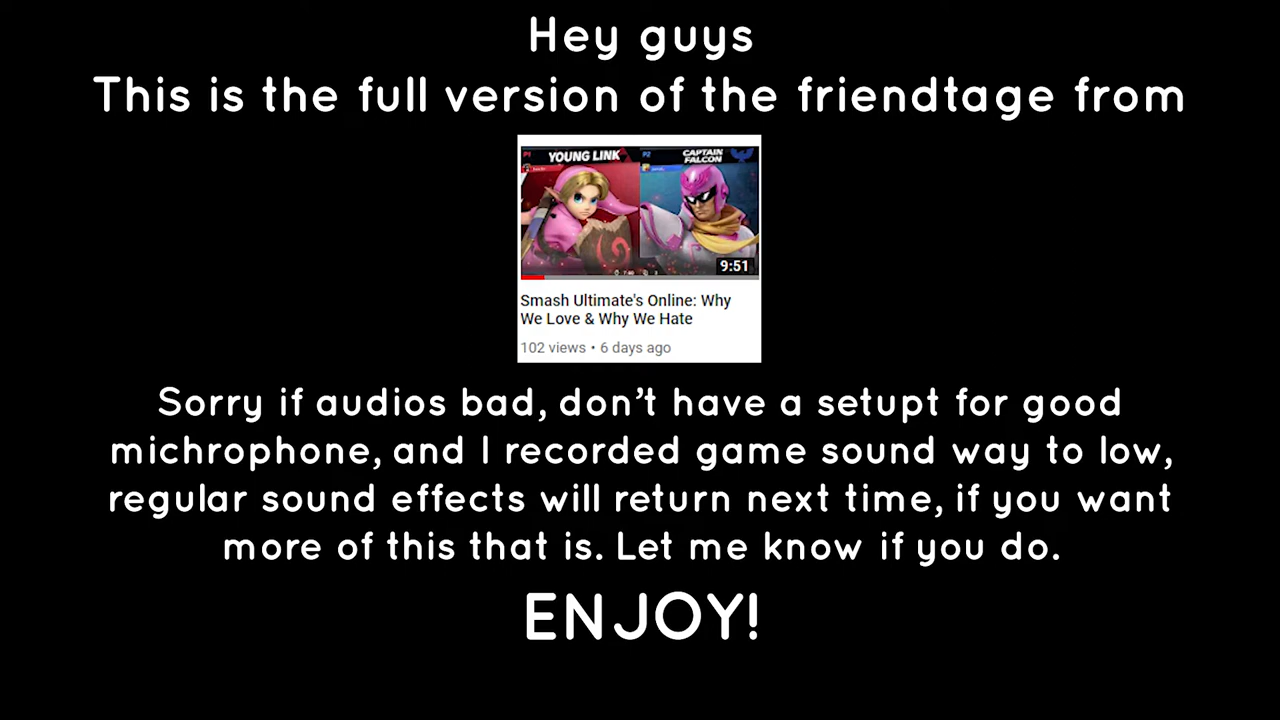 Hey guys
This is the full version of the friendtage from
P1 YOUNG LINK P2 CAPTAIN FALCON
9:51
Smash Ultimate's Online: Why
We Love & Why We Hate
102 views • 6 days ago
Sorry if audios bad, don't have a setupt for good
michrophone, and I recorded game sound way to low,
regular sound effects will return next time, if you want
more of this that is. Let me know if you do.
ENJOY!